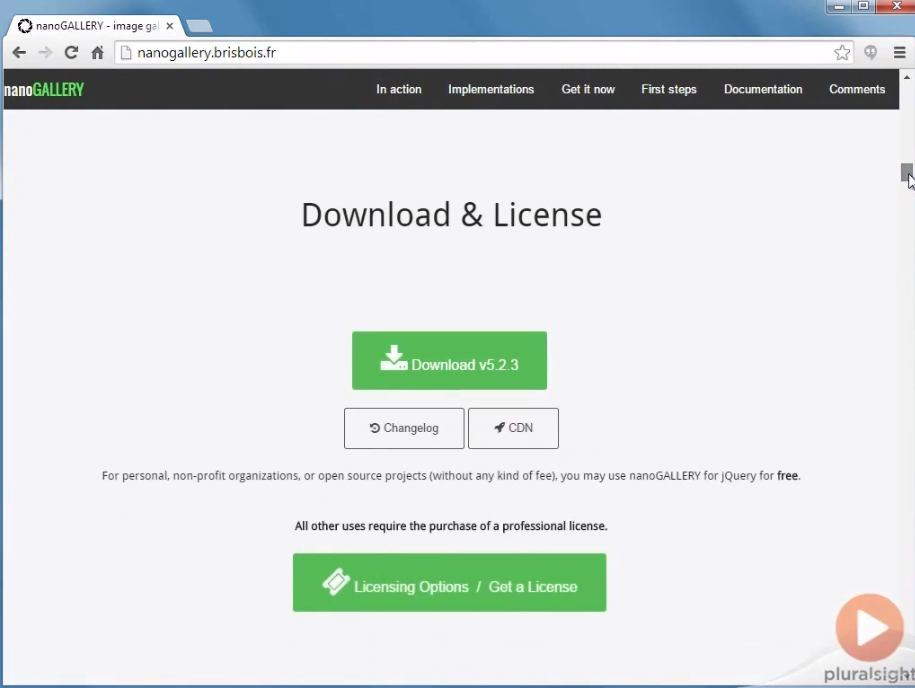 nanoGALLERY - image gal
nanogallery.brisbois.fr
nanoGALLERY In action Implementations Get it now First steps Documentation Comments
Download & License
Download v5.2.3
Changelog CDN
For personal, non-profit organizations, or open source projects (without any kind of fee), you may use nanoGALLERY for jQuery for free.
All other uses require the purchase of a professional license.
Licensing Options / Get a License
pluralsight